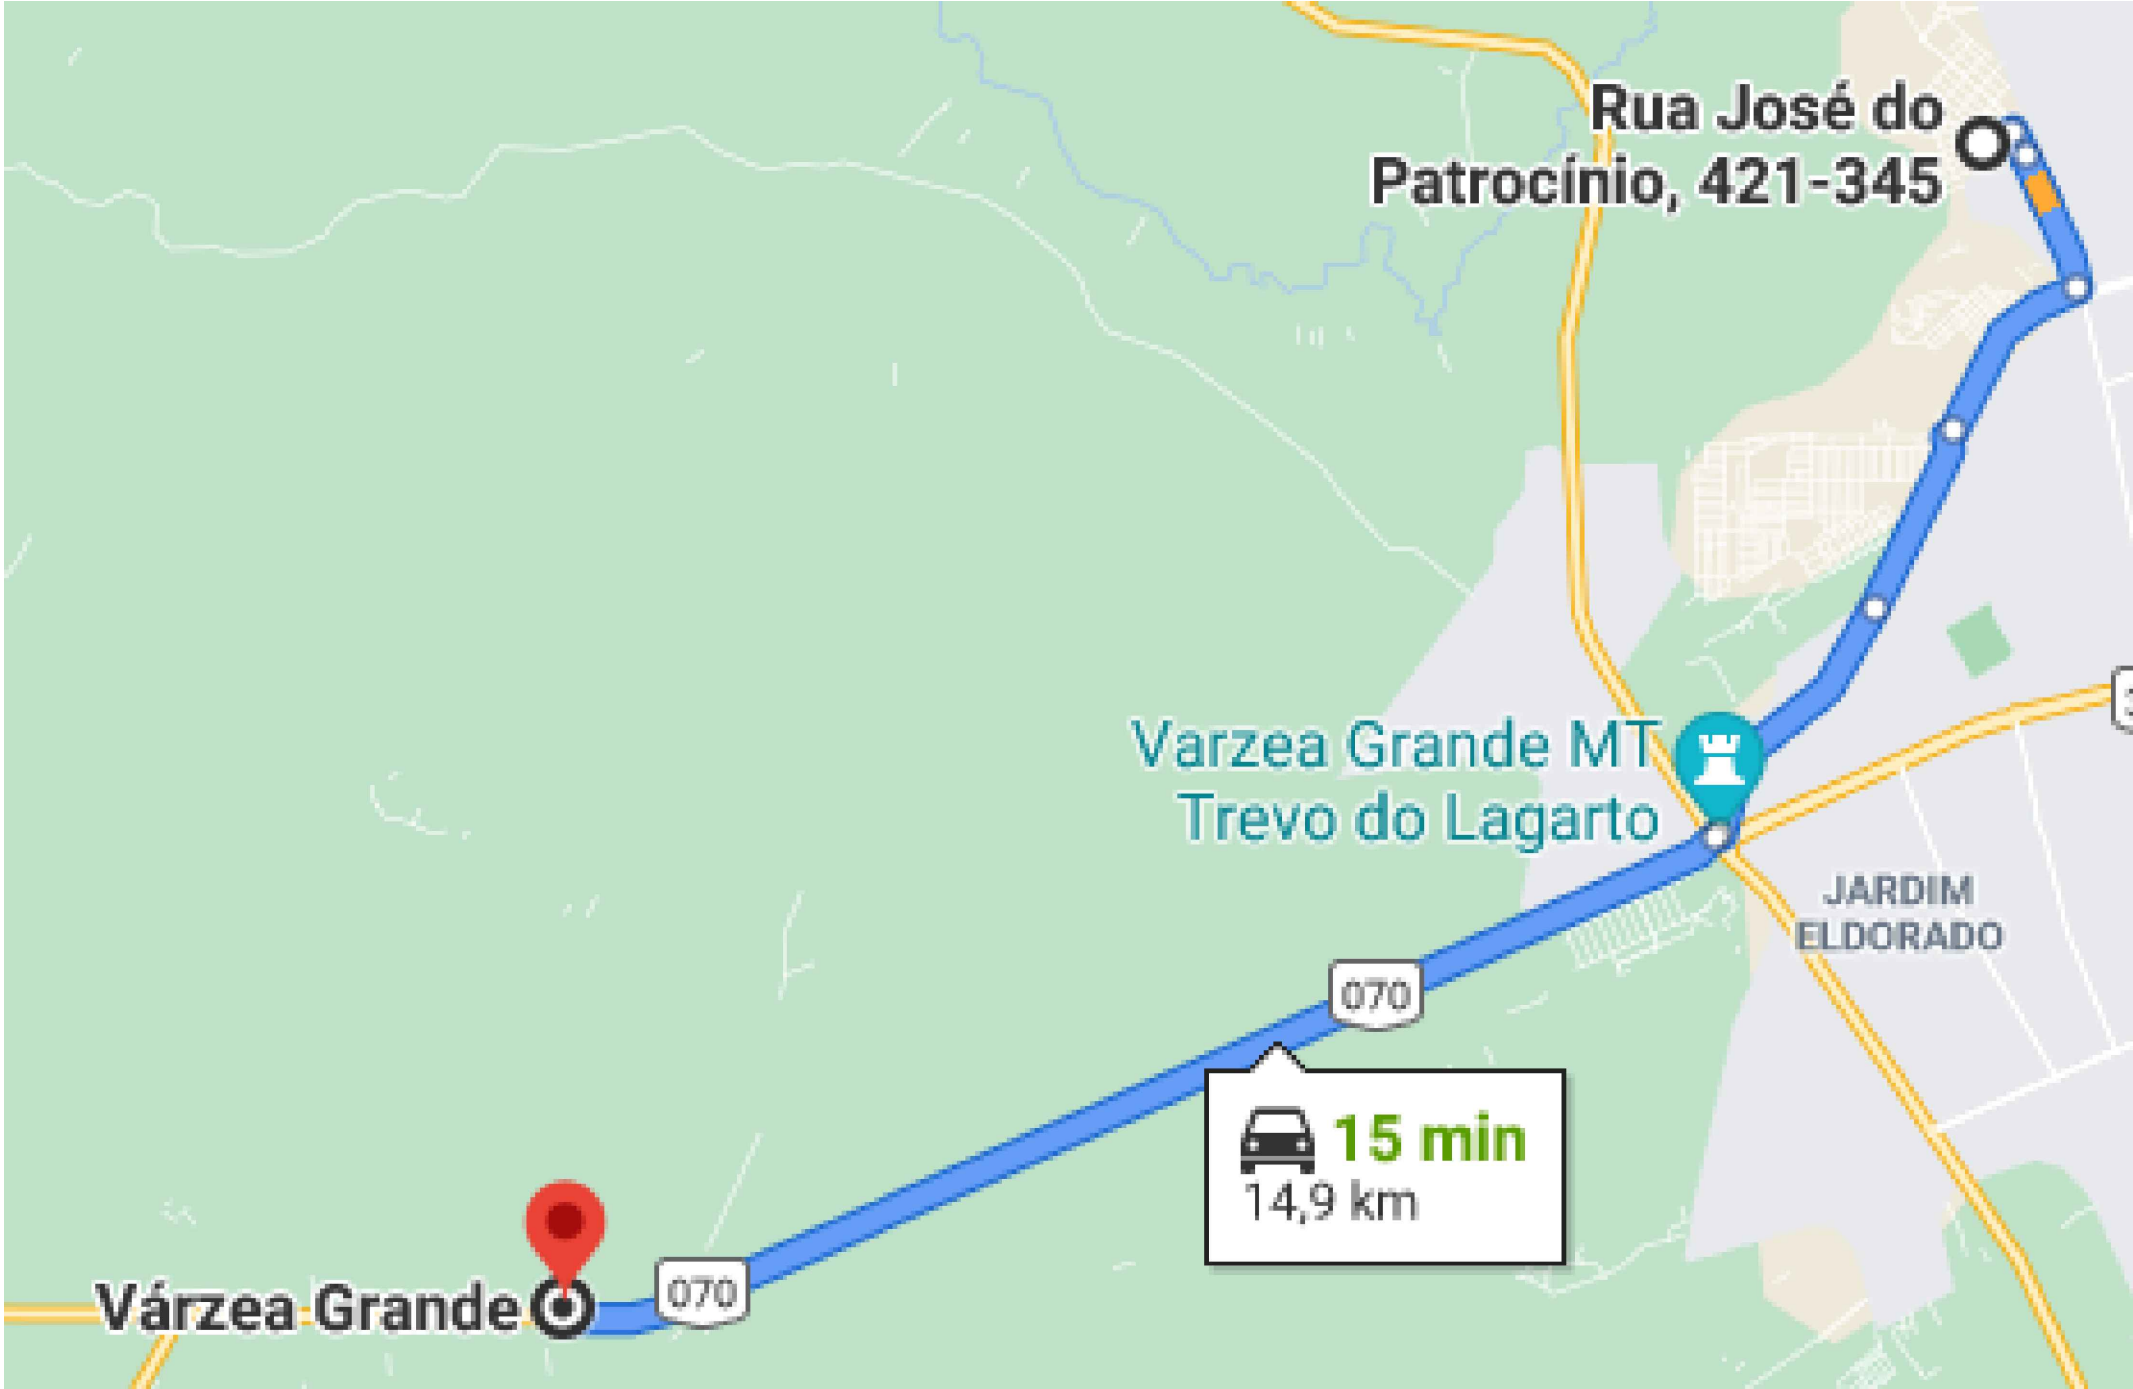 Rua José do
Patrocínio, 421-345
Varzea Grande MT
Trevo do Lagarto
JARDIM
ELDORADO
070
15 min
14,9 km
070
Várzea Grande